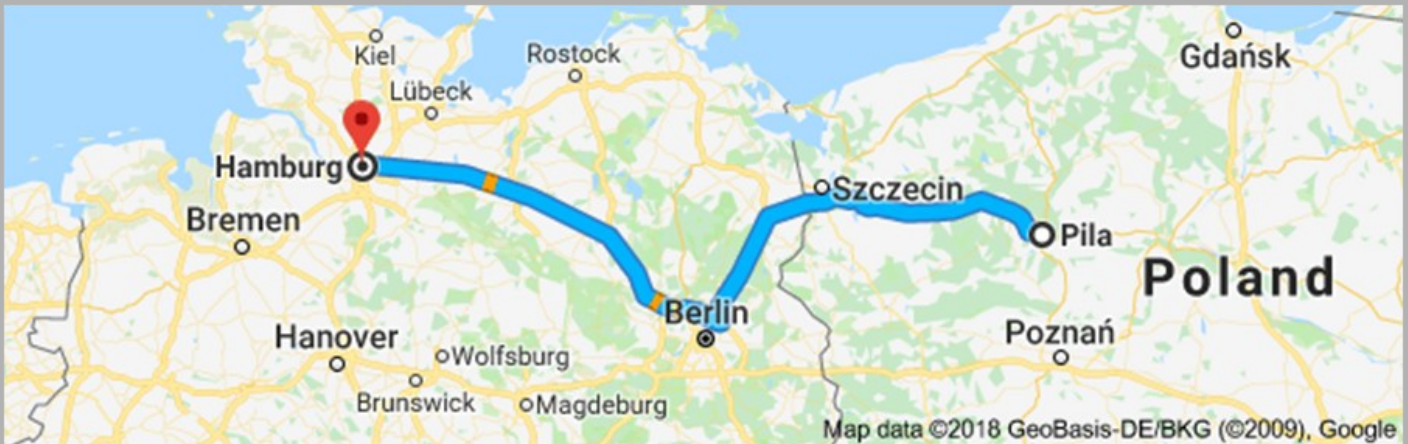 Kiel
Rostock
Gdańsk
Lübeck
Hamburg
Szczecin
Bremen
Pila
Poland
Berlin
Hanover
Wolfsburg
Poznań
Brunswick
Magdeburg
Map data ©2018 GeoBasis-DE/BKG (©2009), Google